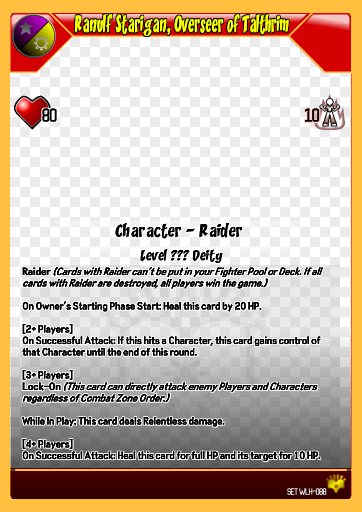 Ranulf Starigan, Overseer of Talthrim
80
10
Character - Raider
Level ??? Deity
Raider (Cards with Raider can't be put in your Fighter Pool or Deck. If all
cards with Raider are destroyed, all players win the game.)
On Owner's Starting Phase Start: Heal this card by 20 HP.
[2+ Players]
On Successful Attack: If this hits a Character, this card gains control of
that Character until the end of this round.
[3+ Players]
Lock-On (This card can directly attack enemy Players and Characters
regardless of Combat Zone Order.)
While In Play: This card deals Relentless damage.
[4+ Players]
On Successful Attack: Heal this card for full HP and its target for 10 HP.
SET WLH-088